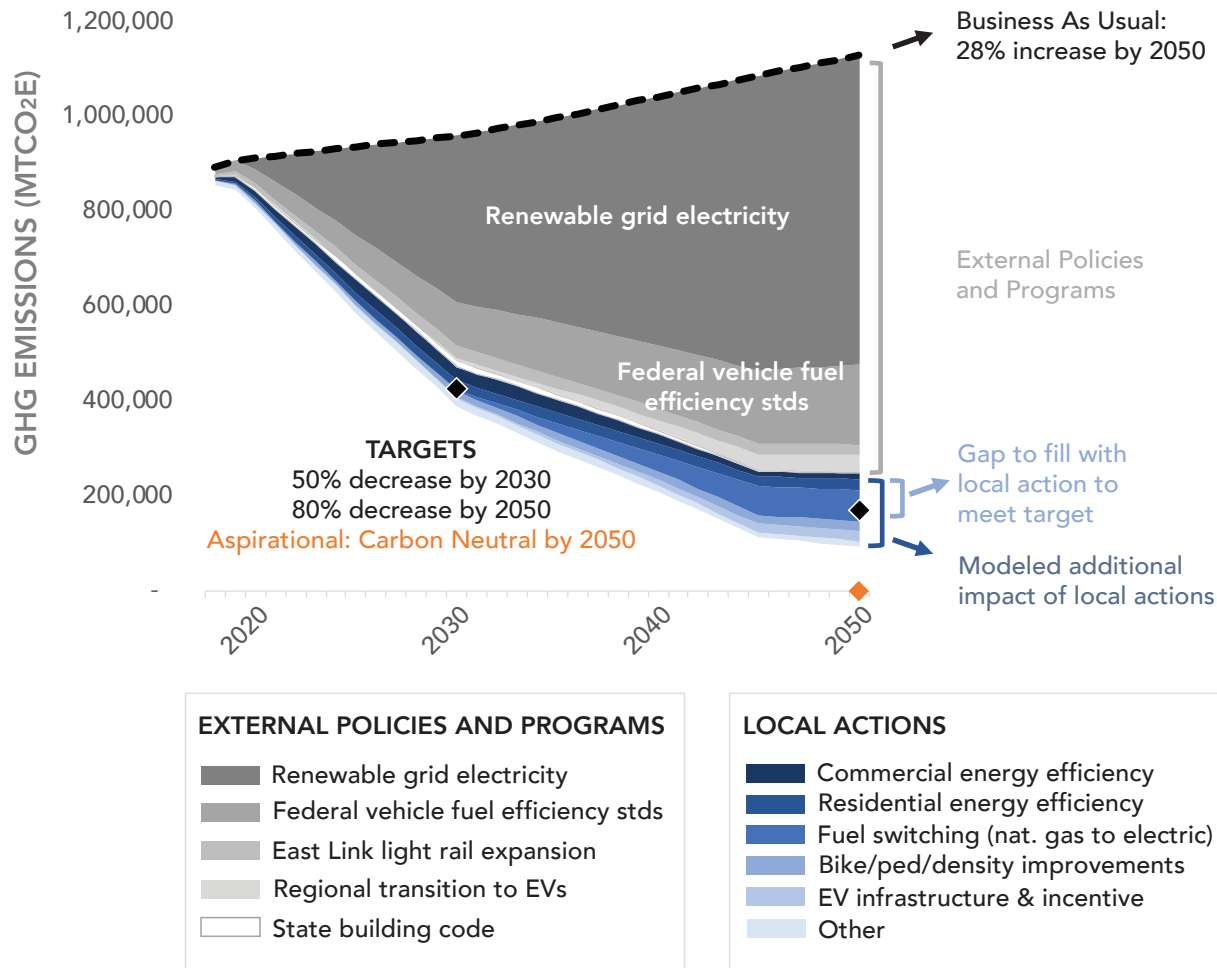 GHG EMISSIONS (MTCO2E)
1,200,000
1,000,000
800,000
600,000
400,000
200,000
-
Business As Usual:
28% increase by 2050
Renewable grid electricity
Federal vehicle fuel
efficiency stds
External Policies
and Programs
TARGETS
50% decrease by 2030
80% decrease by 2050
Aspirational: Carbon Neutral by 2050
Gap to fill with
local action to
meet target
Modeled additional
impact of local actions
2020
2030
2040
2050
EXTERNAL POLICIES AND PROGRAMS
Renewable grid electricity
Federal vehicle fuel efficiency stds
East Link light rail expansion
Regional transition to EVs
State building code
LOCAL ACTIONS
Commercial energy efficiency
Residential energy efficiency
Fuel switching (nat. gas to electric)
Bike/ped/density improvements
EV infrastructure & incentive
Other